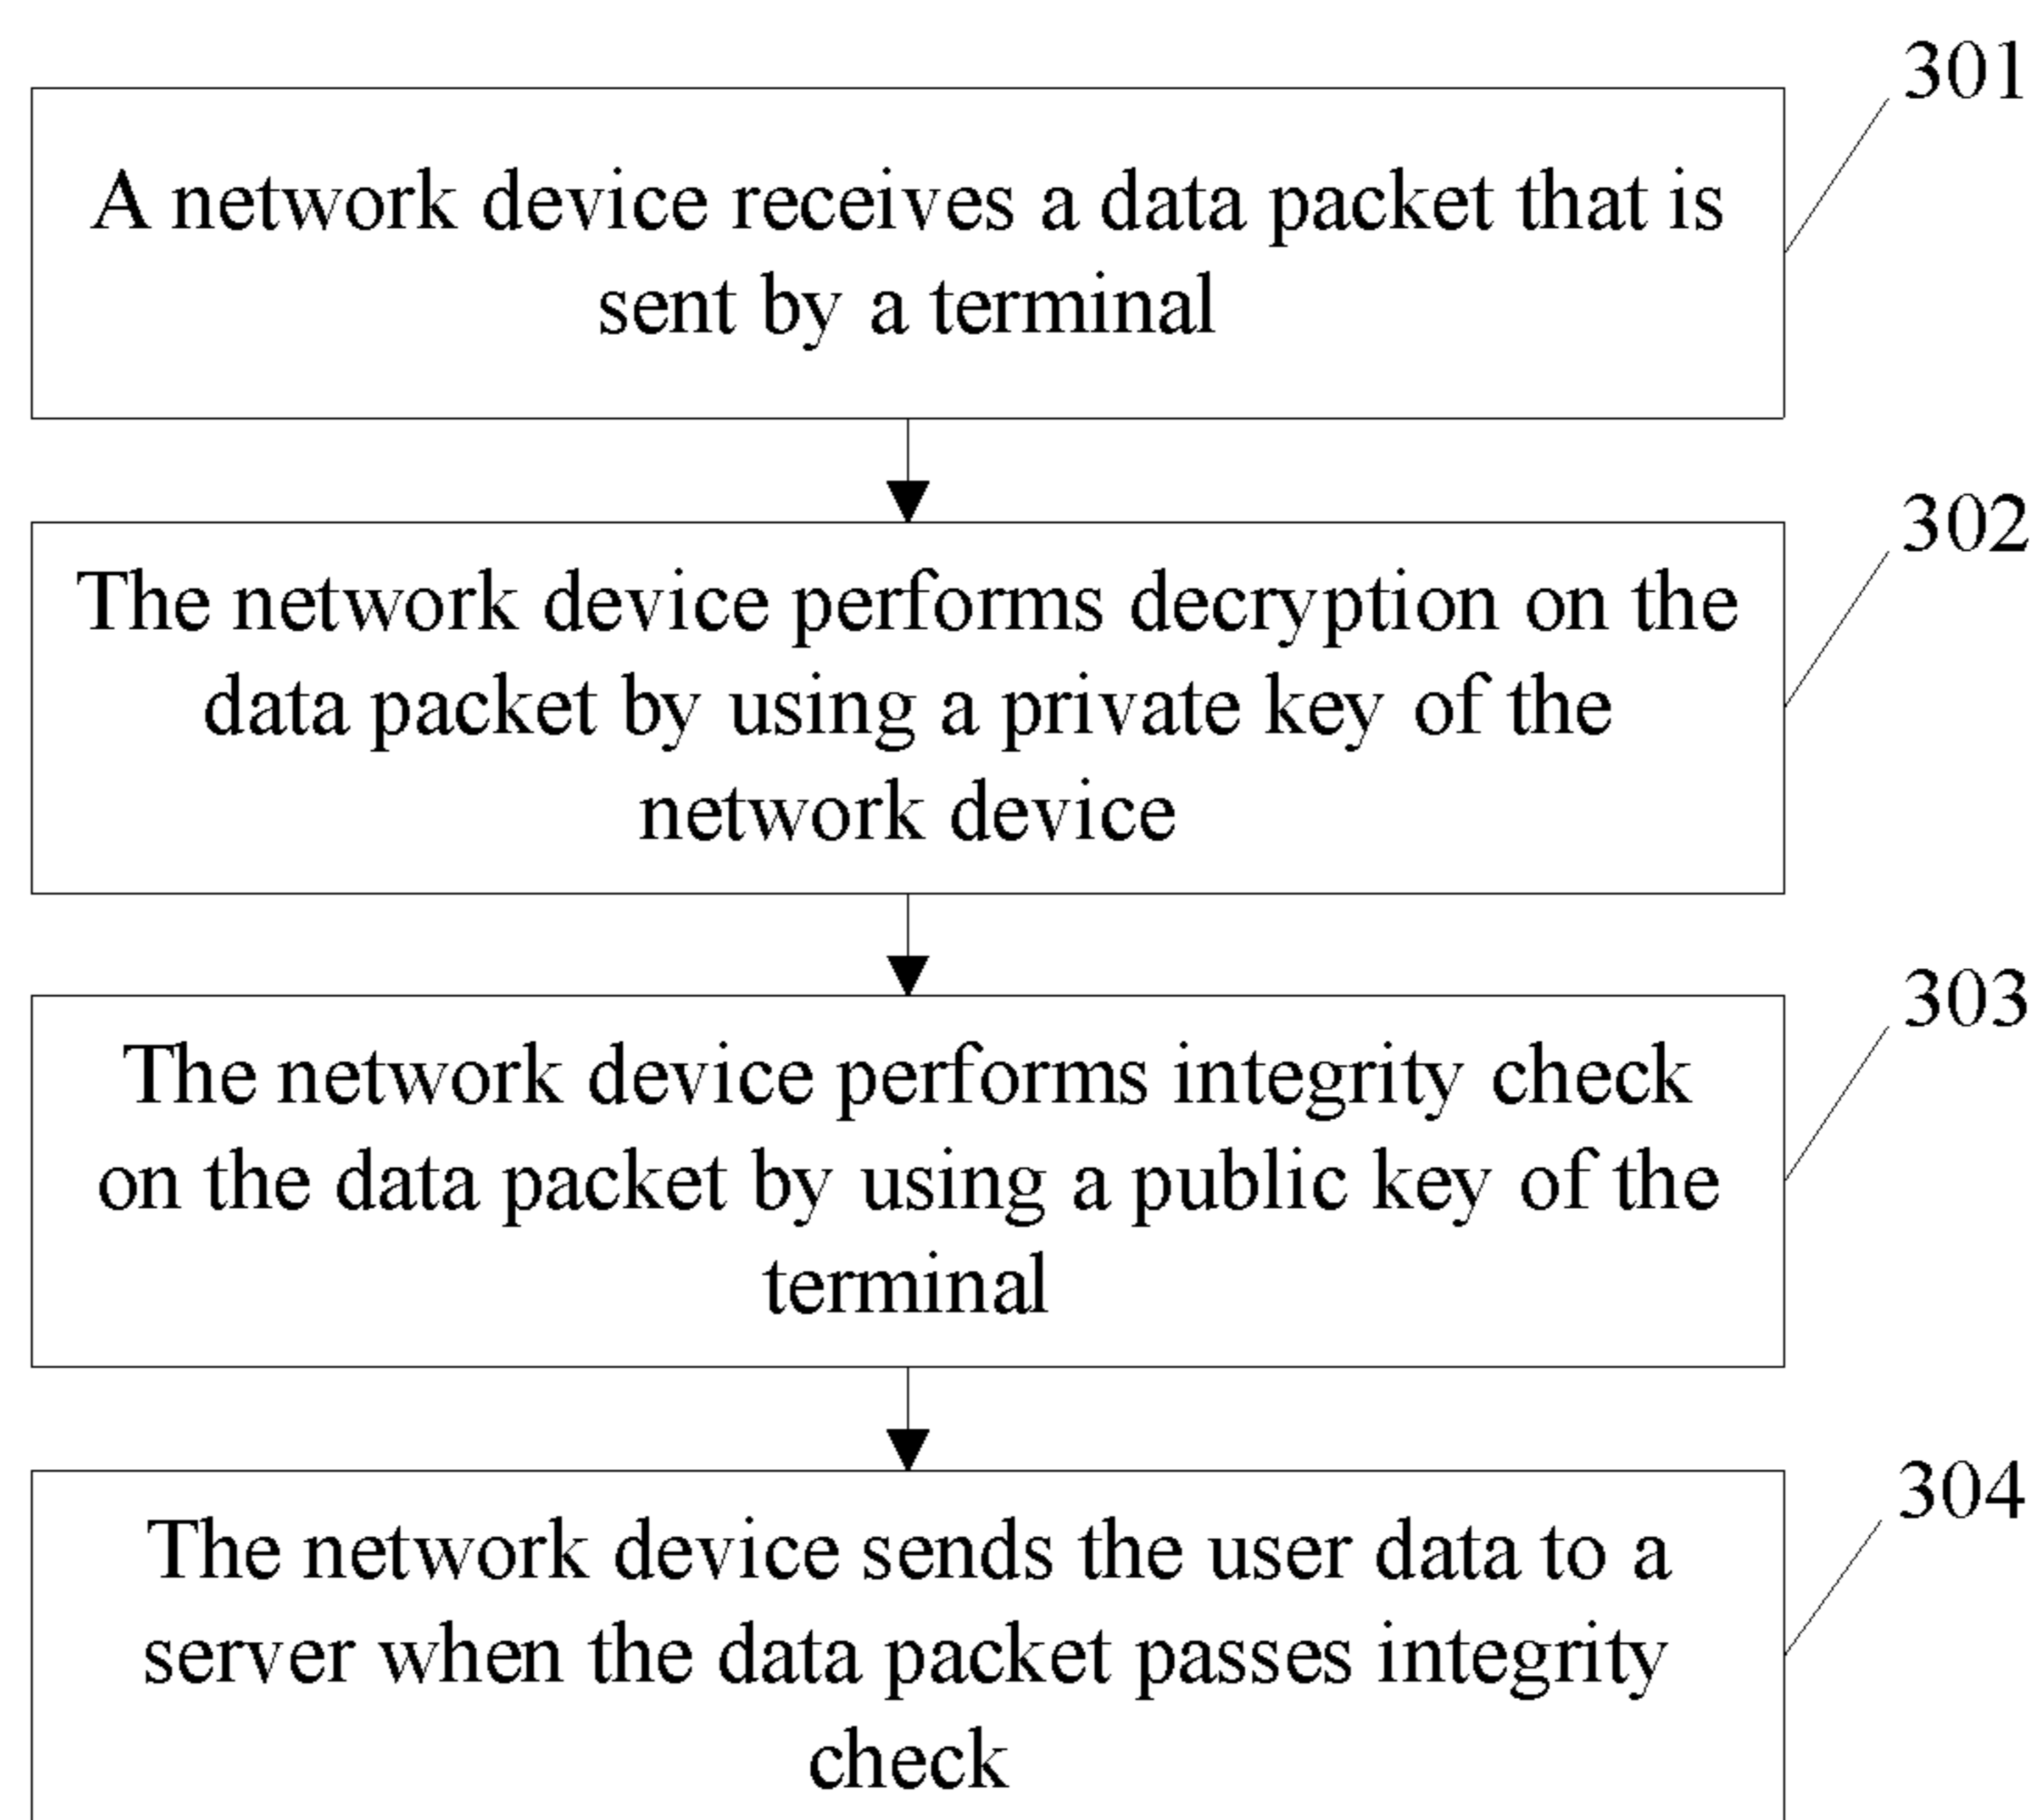 301
A network device receives a data packet that is
sent by a terminal
302
The network device performs decryption on the
data packet by using a private key of the
network device
303
The network device performs integrity check
on the data packet by using a public key of the
terminal
304
The network device sends the user data to a
server when the data packet passes integrity
check